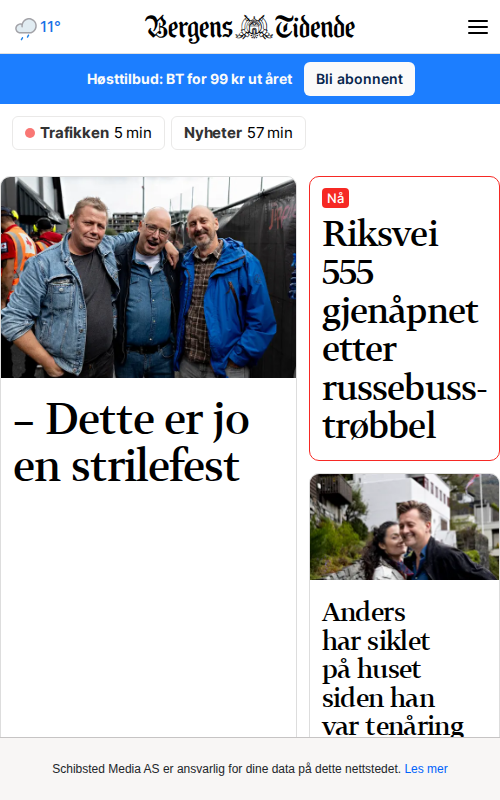 11°
Bergens Tidende
Høsttilbud: BT for 99 kr ut året
Bli abonnent
Trafikken 5 min
Nyheter 57 min
Nå
Riksvei
555
gjenåpnet
etter
russebuss-
trøbbel
– Dette er jo
en strilefest
Anders
har siklet
på huset
siden han
var tenåring
Schibsted Media AS er ansvarlig for dine data på dette nettstedet. Les mer